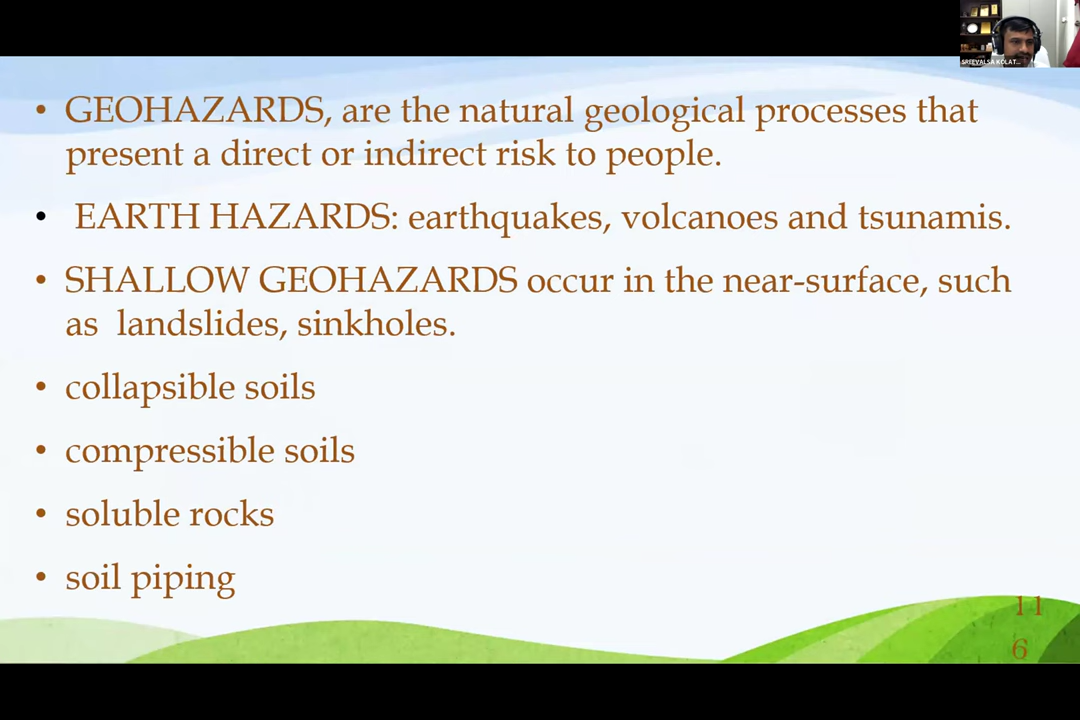 SREEVALSA KOLAT...
• GEOHAZARDS, are the natural geological processes that
present a direct or indirect risk to people.
• EARTH HAZARDS: earthquakes, volcanoes and tsunamis.
• SHALLOW GEOHAZARDS occur in the near-surface, such
as landslides, sinkholes.
• collapsible soils
• compressible soils
• soluble rocks
• soil piping
11
6